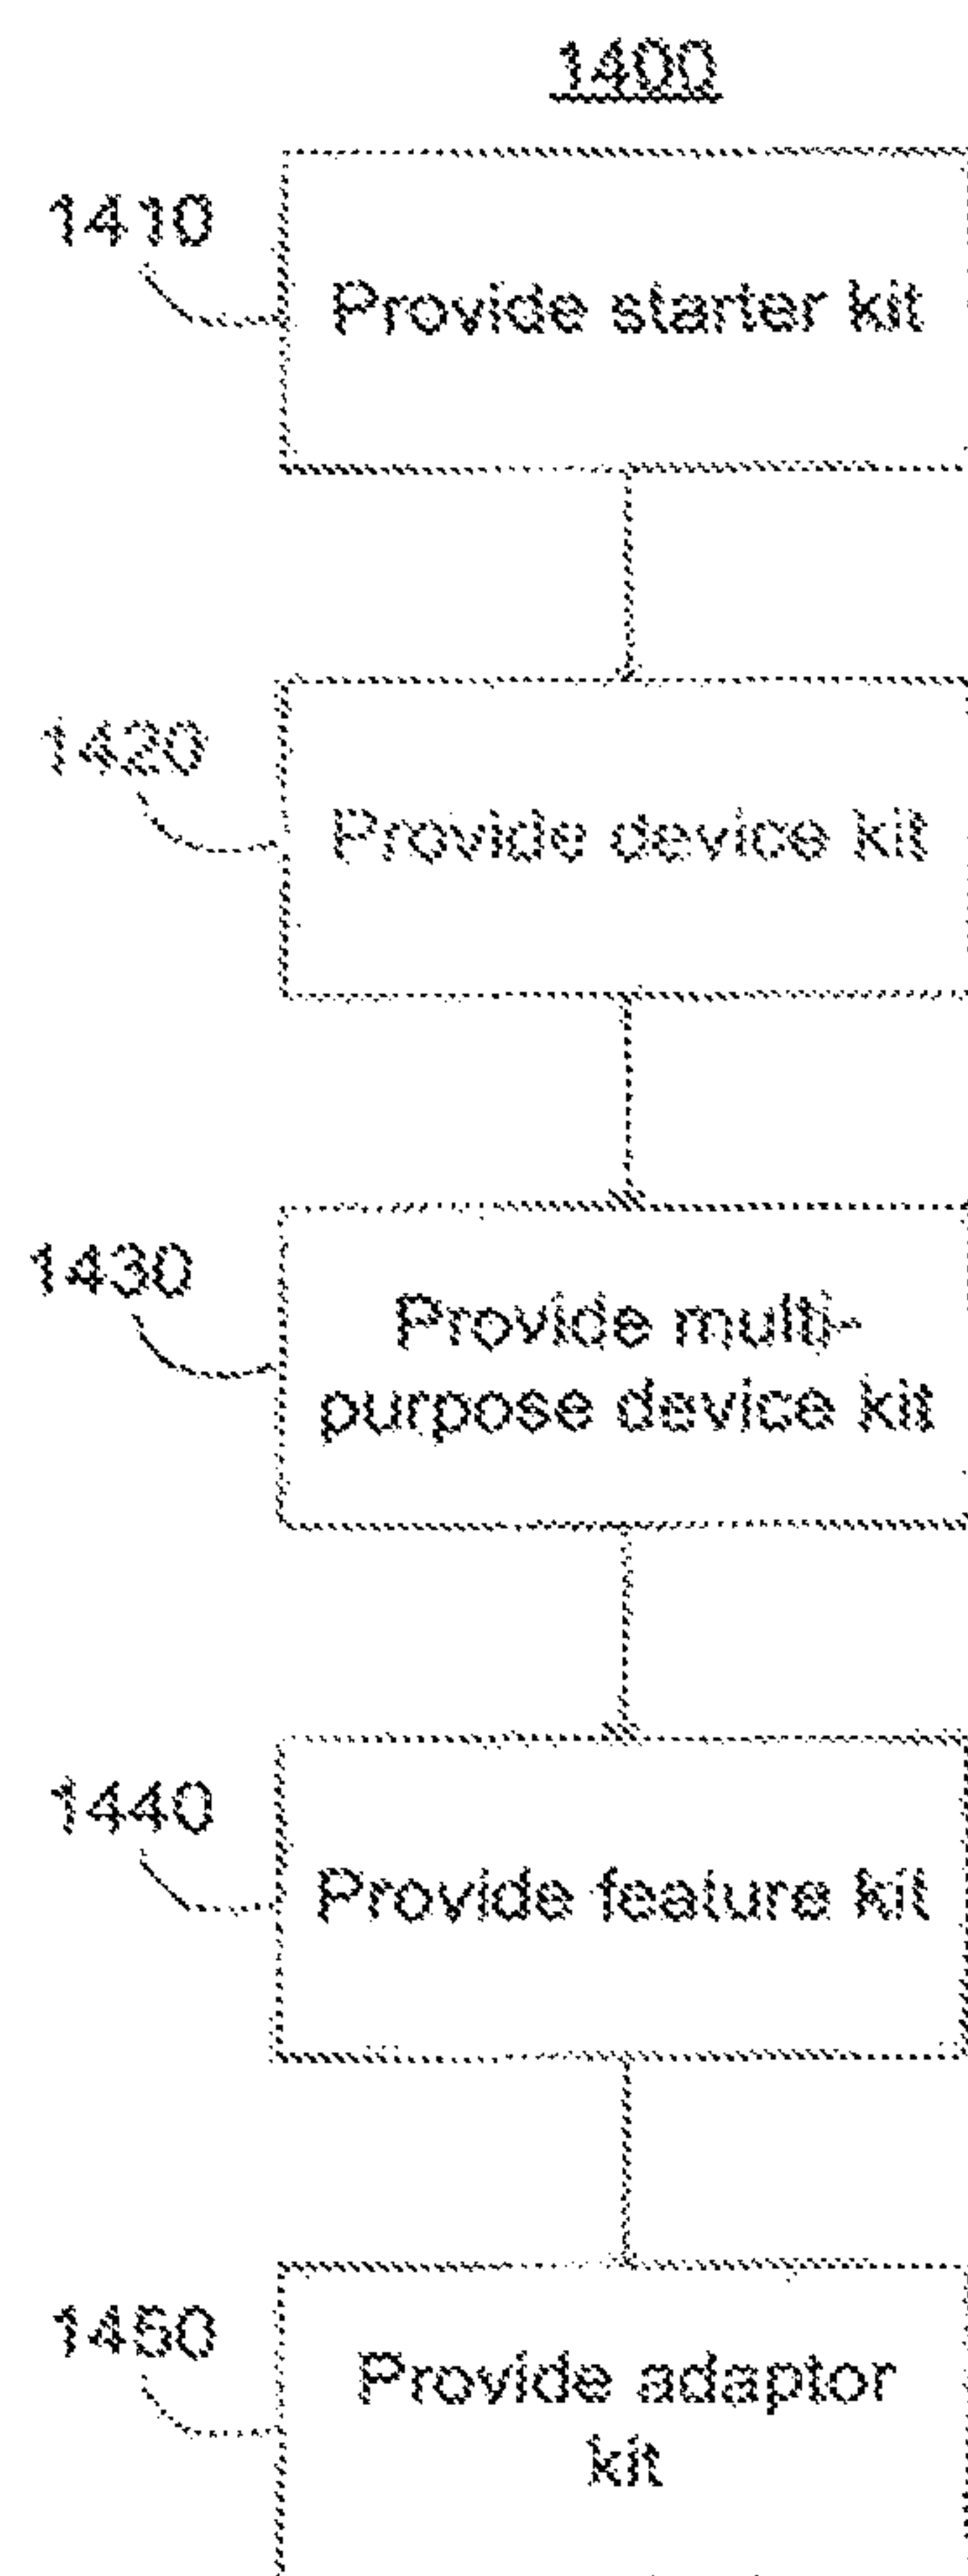 1400
1410
Provide starter kit
1420
Provide device kit
1430
Provide multi-
purpose device kit
1440
Provide feature kit
1450
Provide adaptor
kit